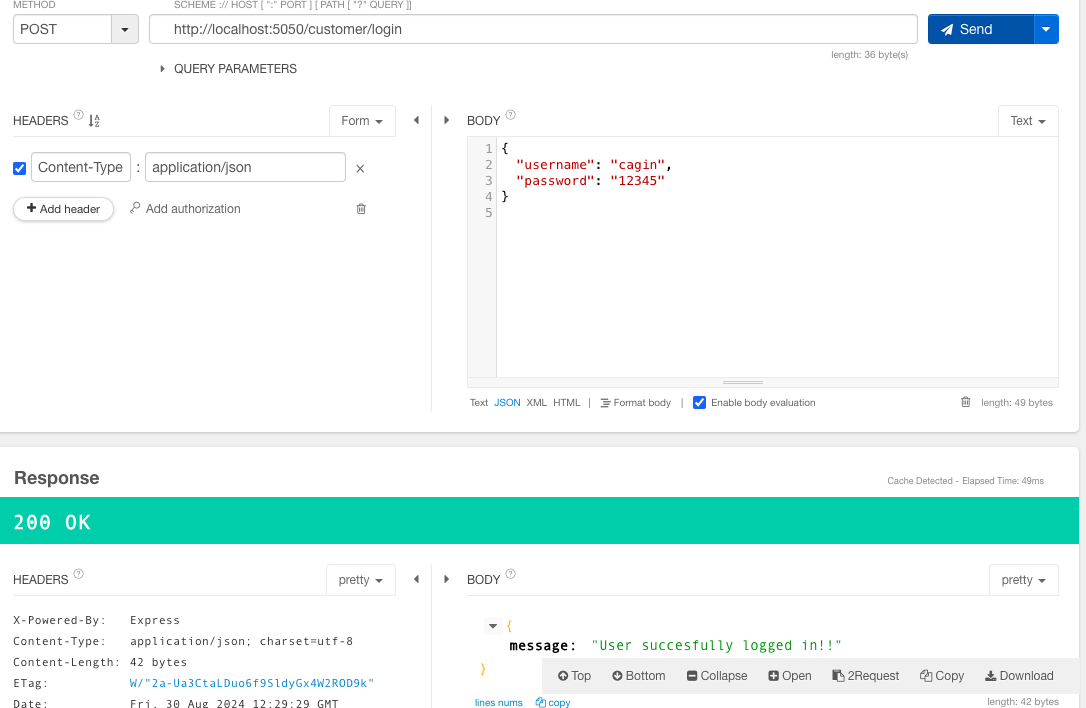 METHOD
SCHEME :// HOST [ ":" PORT ] [ PATH [ "?" QUERY ]]
POST
http://localhost:5050/customer/login
Send
length: 36 byte(s)
QUERY PARAMETERS
HEADERS ? Form
BODY ? Text
Content-Type : application/json
+ Add header
Add authorization
1 {
2 "username": "cagin",
3 "password": "12345"
4 }
5
Text JSON XML HTML | Format body | Enable body evaluation
length: 49 bytes
Response
Cache Detected - Elapsed Time: 49ms
200 OK
HEADERS ? pretty
BODY ? pretty
X-Powered-By: Express
Content-Type: application/json; charset=utf-8
Content-Length: 42 bytes
ETag: W/"2a-Ua3CtaLDuo6f9SldyGx4W2ROD9k"
Date: Fri, 30 Aug 2024 12:29:29 GMT
{
message: "User succesfully logged in!!"
}
Top Bottom Collapse Open 2Request Copy Download
lines nums copy
length: 42 bytes